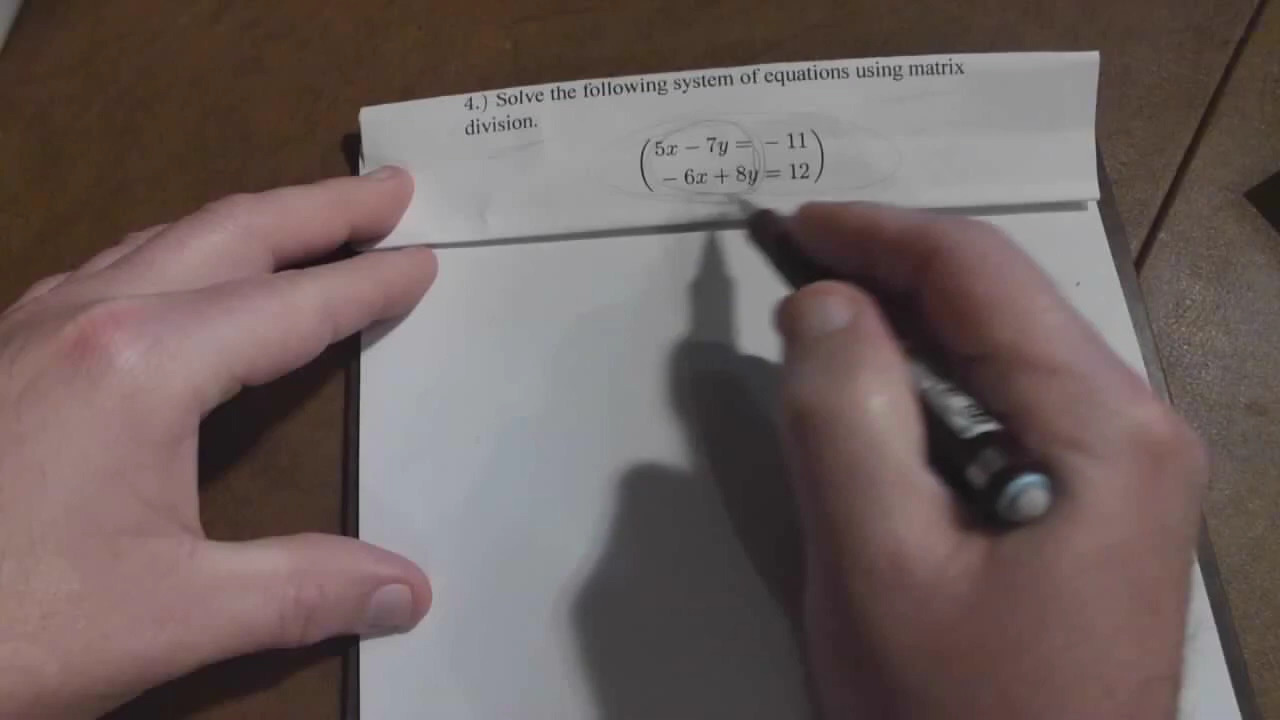 4.) Solve the following system of equations using matrix
division.
5x − 7y = − 11
− 6x + 8y = 12